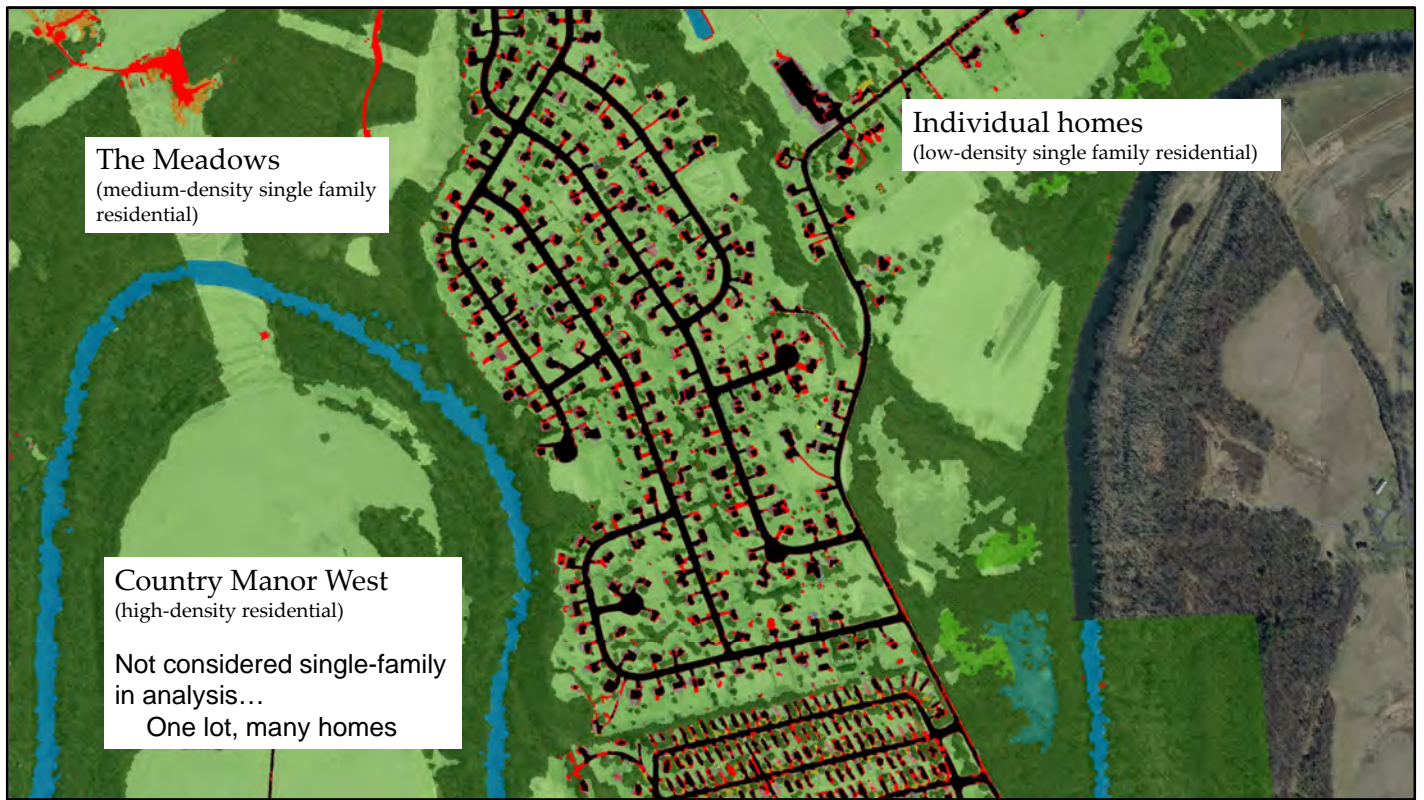 The Meadows
(medium-density single family
residential)
Individual homes
(low-density single family residential)
Country Manor West
(high-density residential)
Not considered single-family
in analysis…
One lot, many homes